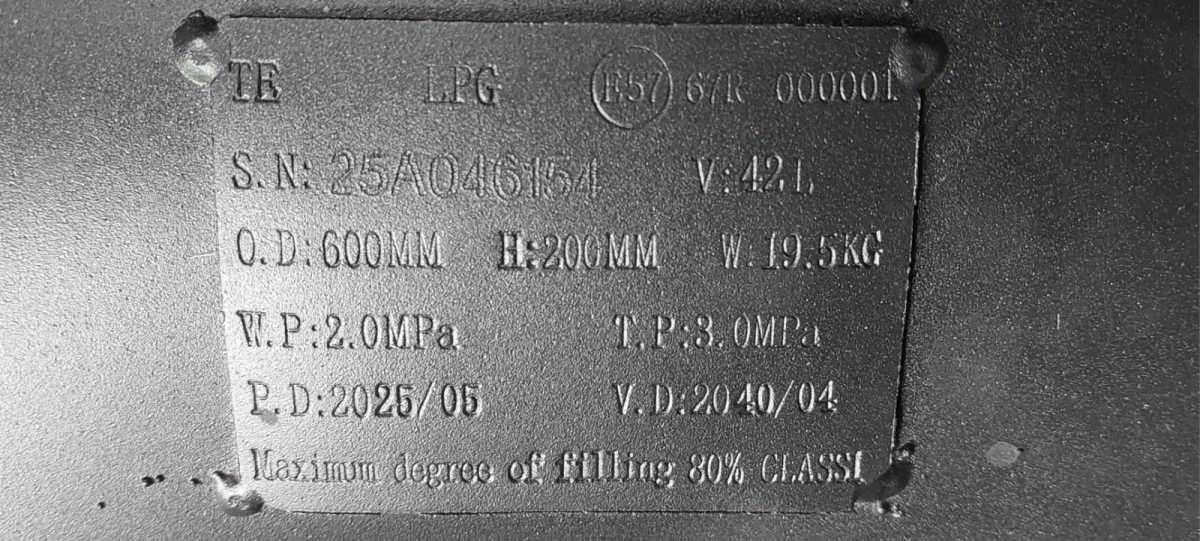 TE LPG E57 67R 000001
S.N: 25A046154 V:42L
O.D:600MM H:200MM W:19.5KG
W.P:2.0MPa T.P:3.0MPa
P.D:2025/05 V.D:2040/04
Maximum degree of filling 80% CLASS1